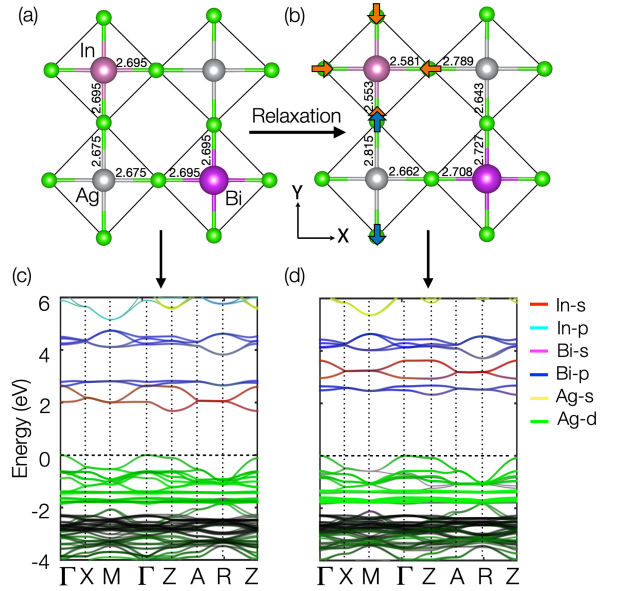 (a)
In
2.695
2.695
2.675
2.675
2.695
2.695
Ag
Bi
Relaxation
(b)
2.581
2.789
2.553
2.643
2.815
2.727
2.662
2.708
Y
X
(c)
(d)
Energy (eV)
6
4
2
0
-2
-4
Γ X M Γ Z A R Z
Γ X M Γ Z A R Z
In-s
In-p
Bi-s
Bi-p
Ag-s
Ag-d